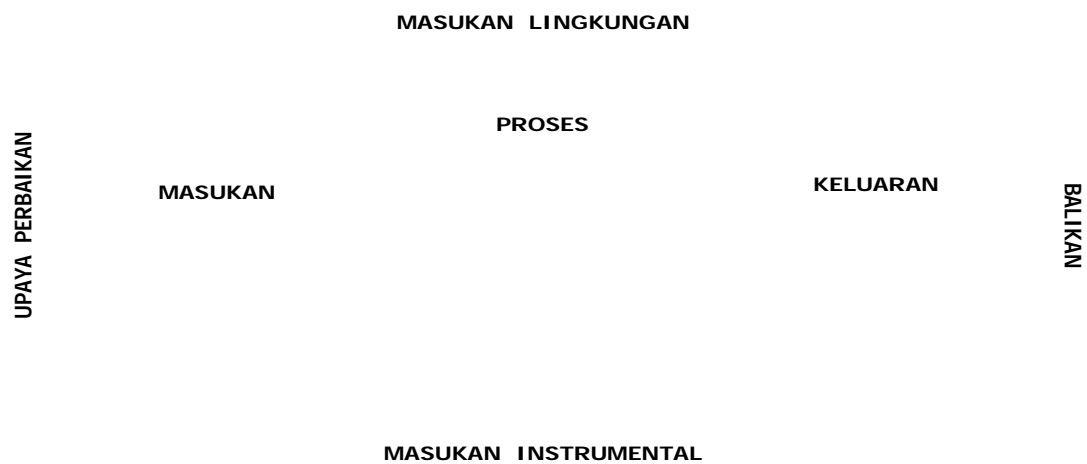 MASUKAN LINGKUNGAN
PROSES
UPAYA PERBAIKAN
MASUKAN
KELUARAN
BALIKAN
MASUKAN INSTRUMENTAL